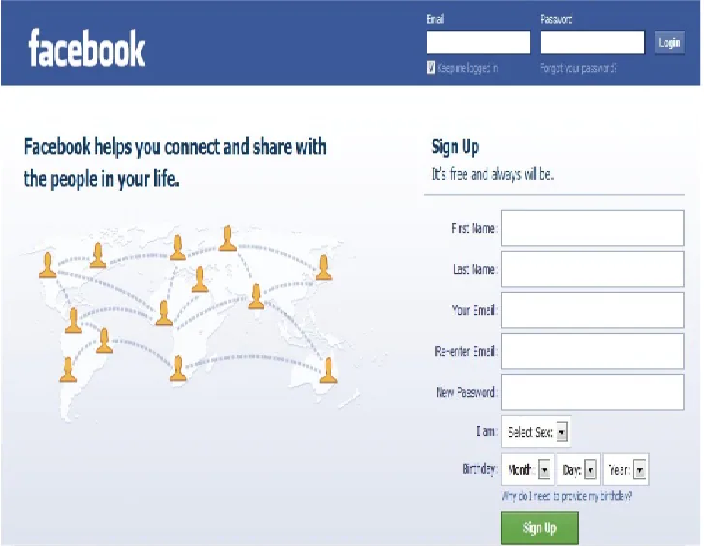 facebook
Email
Password
Login
Keep me logged in
Forgot your password?
Facebook helps you connect and share with
the people in your life.
Sign Up
It's free and always will be.
First Name:
Last Name:
Your Email:
Re-enter Email:
New Password:
I am: Select Sex:
Birthday: Month: Day: Year:
Why do I need to provide my birthday?
Sign Up